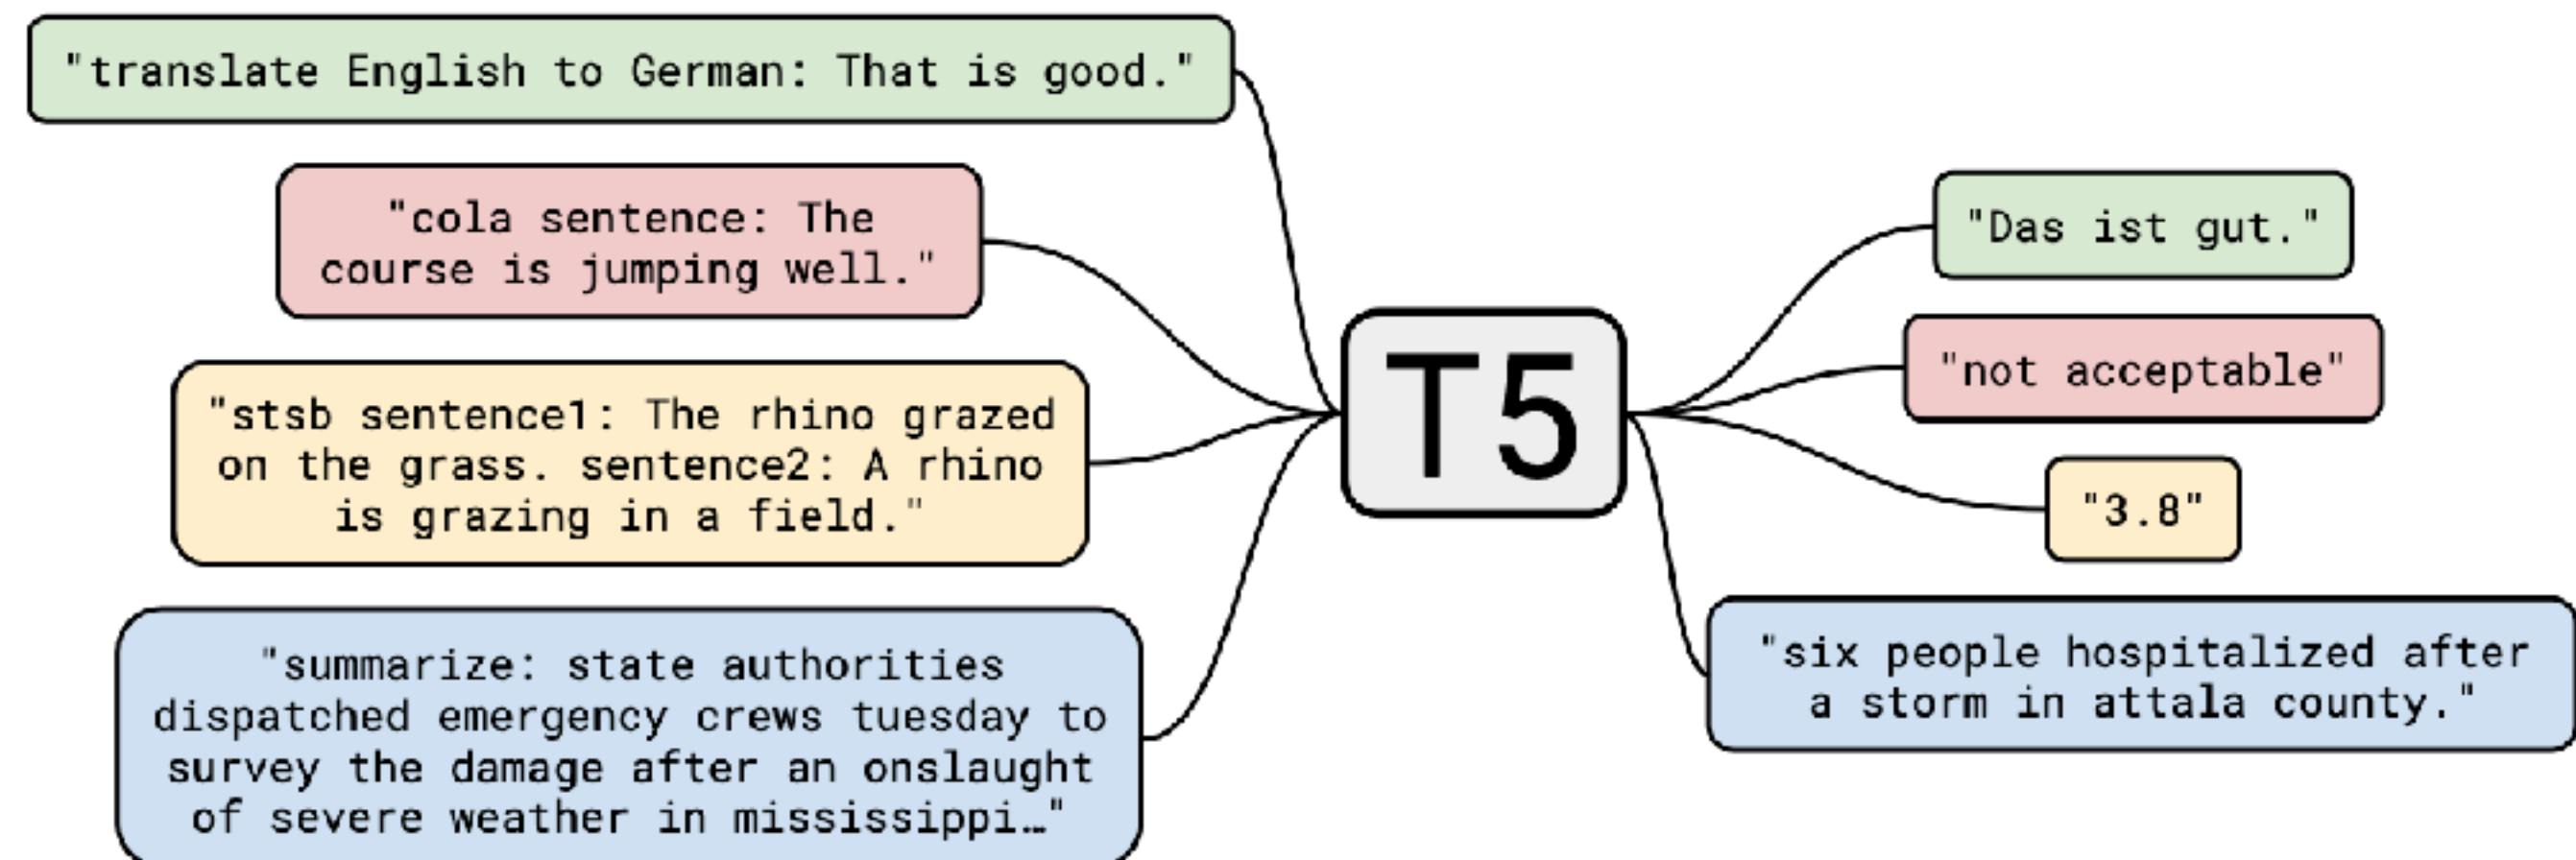 "translate English to German: That is good."
"cola sentence: The
course is jumping well."
"stsb sentence1: The rhino grazed
on the grass. sentence2: A rhino
is grazing in a field."
"summarize: state authorities
dispatched emergency crews tuesday to
survey the damage after an onslaught
of severe weather in mississippi…"
T5
"Das ist gut."
"not acceptable"
"3.8"
"six people hospitalized after
a storm in attala county."